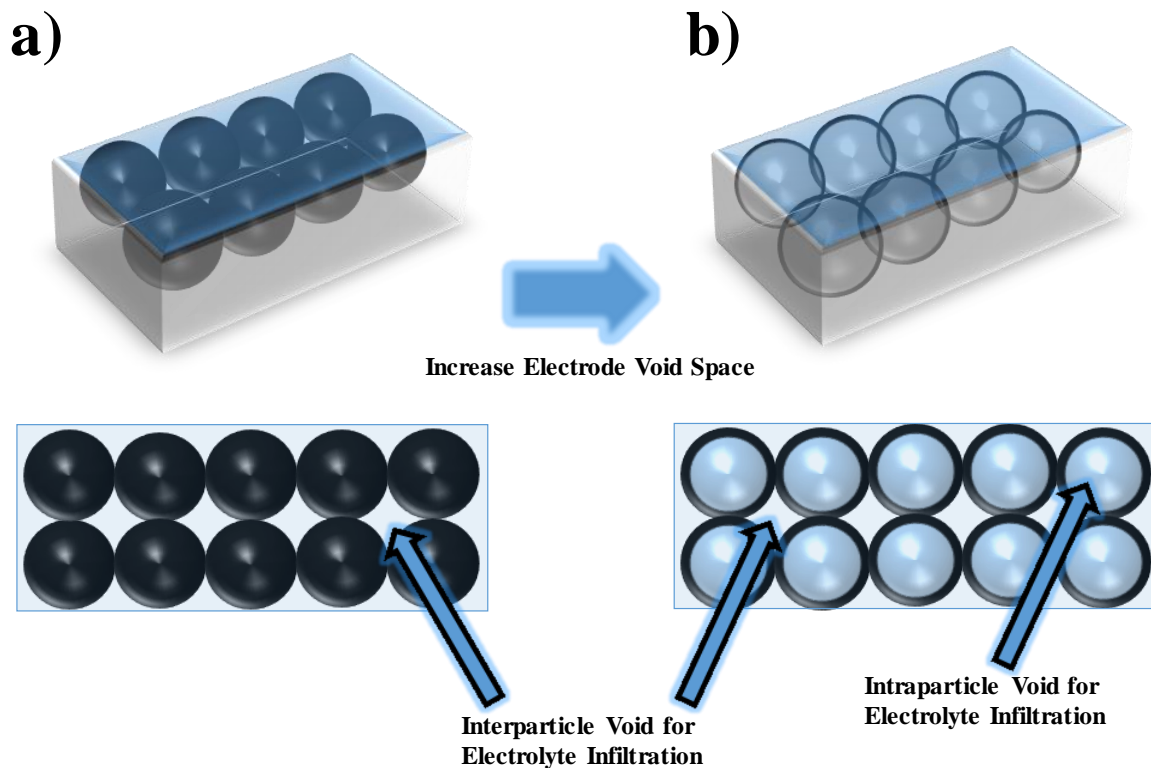 a)
b)
Increase Electrode Void Space
Interparticle Void for
Electrolyte Infiltration
Intraparticle Void for
Electrolyte Infiltration